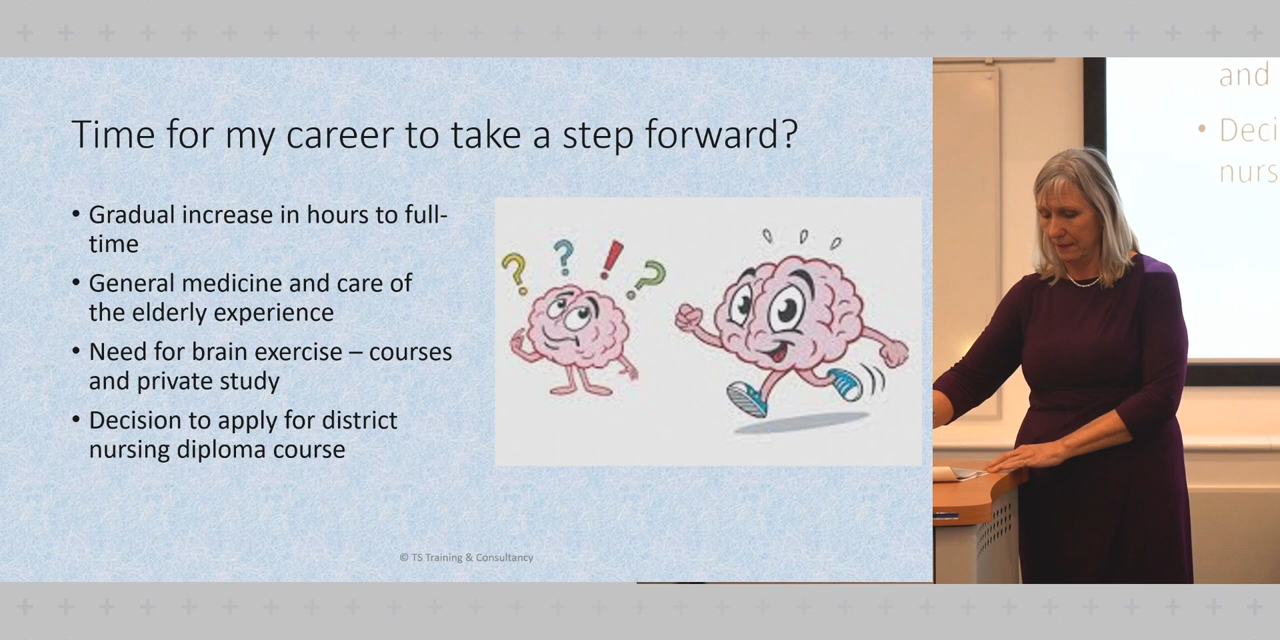 Time for my career to take a step forward?
• Gradual increase in hours to full-
time
• General medicine and care of
the elderly experience
• Need for brain exercise – courses
and private study
• Decision to apply for district
nursing diploma course
© TS Training & Consultancy
and
• Deci
nurs